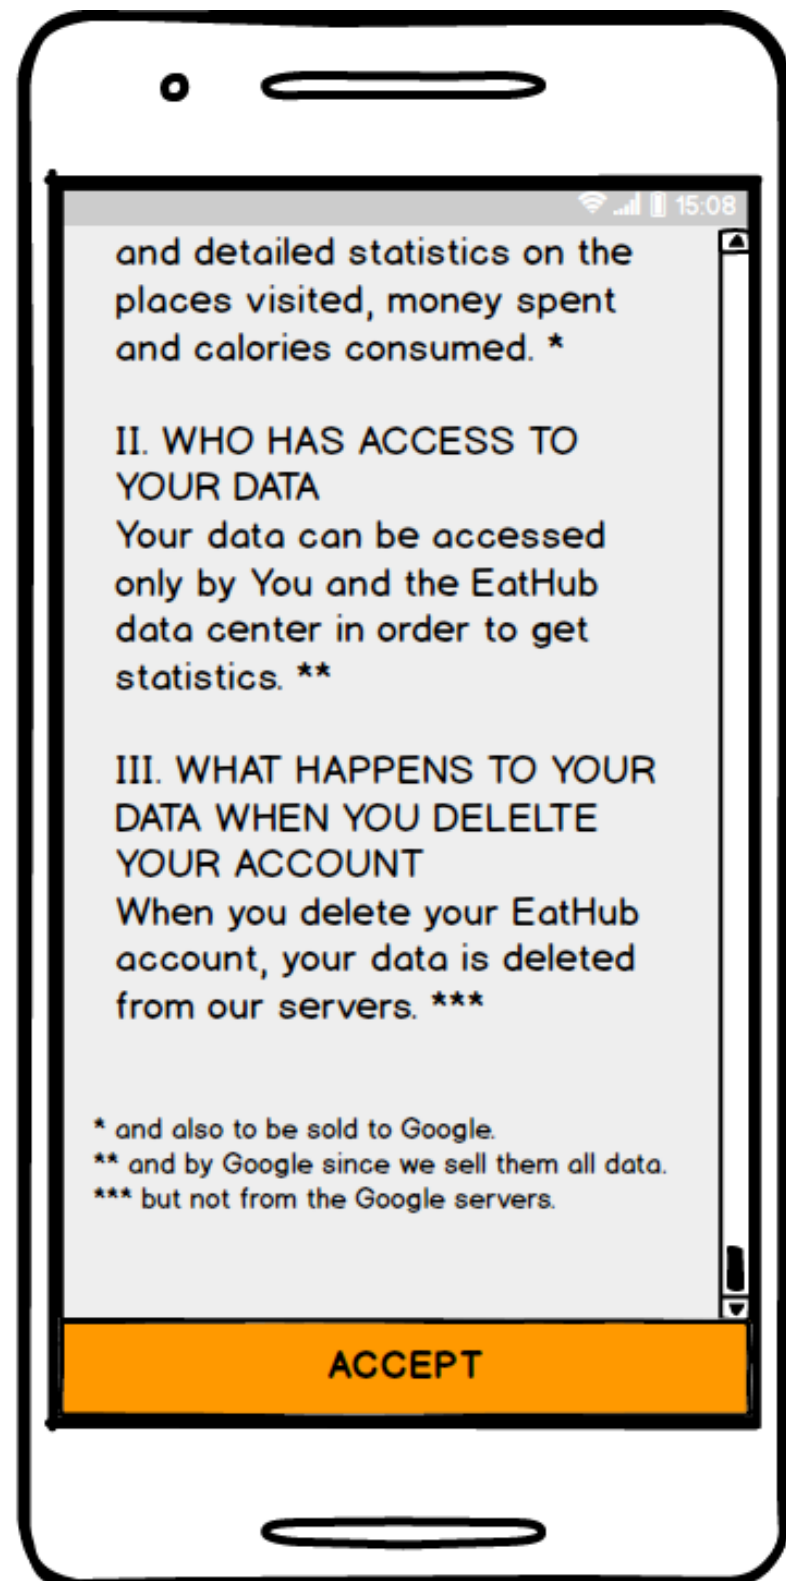 15:08
and detailed statistics on the
places visited, money spent
and calories consumed. *
II. WHO HAS ACCESS TO
YOUR DATA
Your data can be accessed
only by You and the EatHub
data center in order to get
statistics. **
III. WHAT HAPPENS TO YOUR
DATA WHEN YOU DELELTE
YOUR ACCOUNT
When you delete your EatHub
account, your data is deleted
from our servers. ***
* and also to be sold to Google.
** and by Google since we sell them all data.
*** but not from the Google servers.
ACCEPT